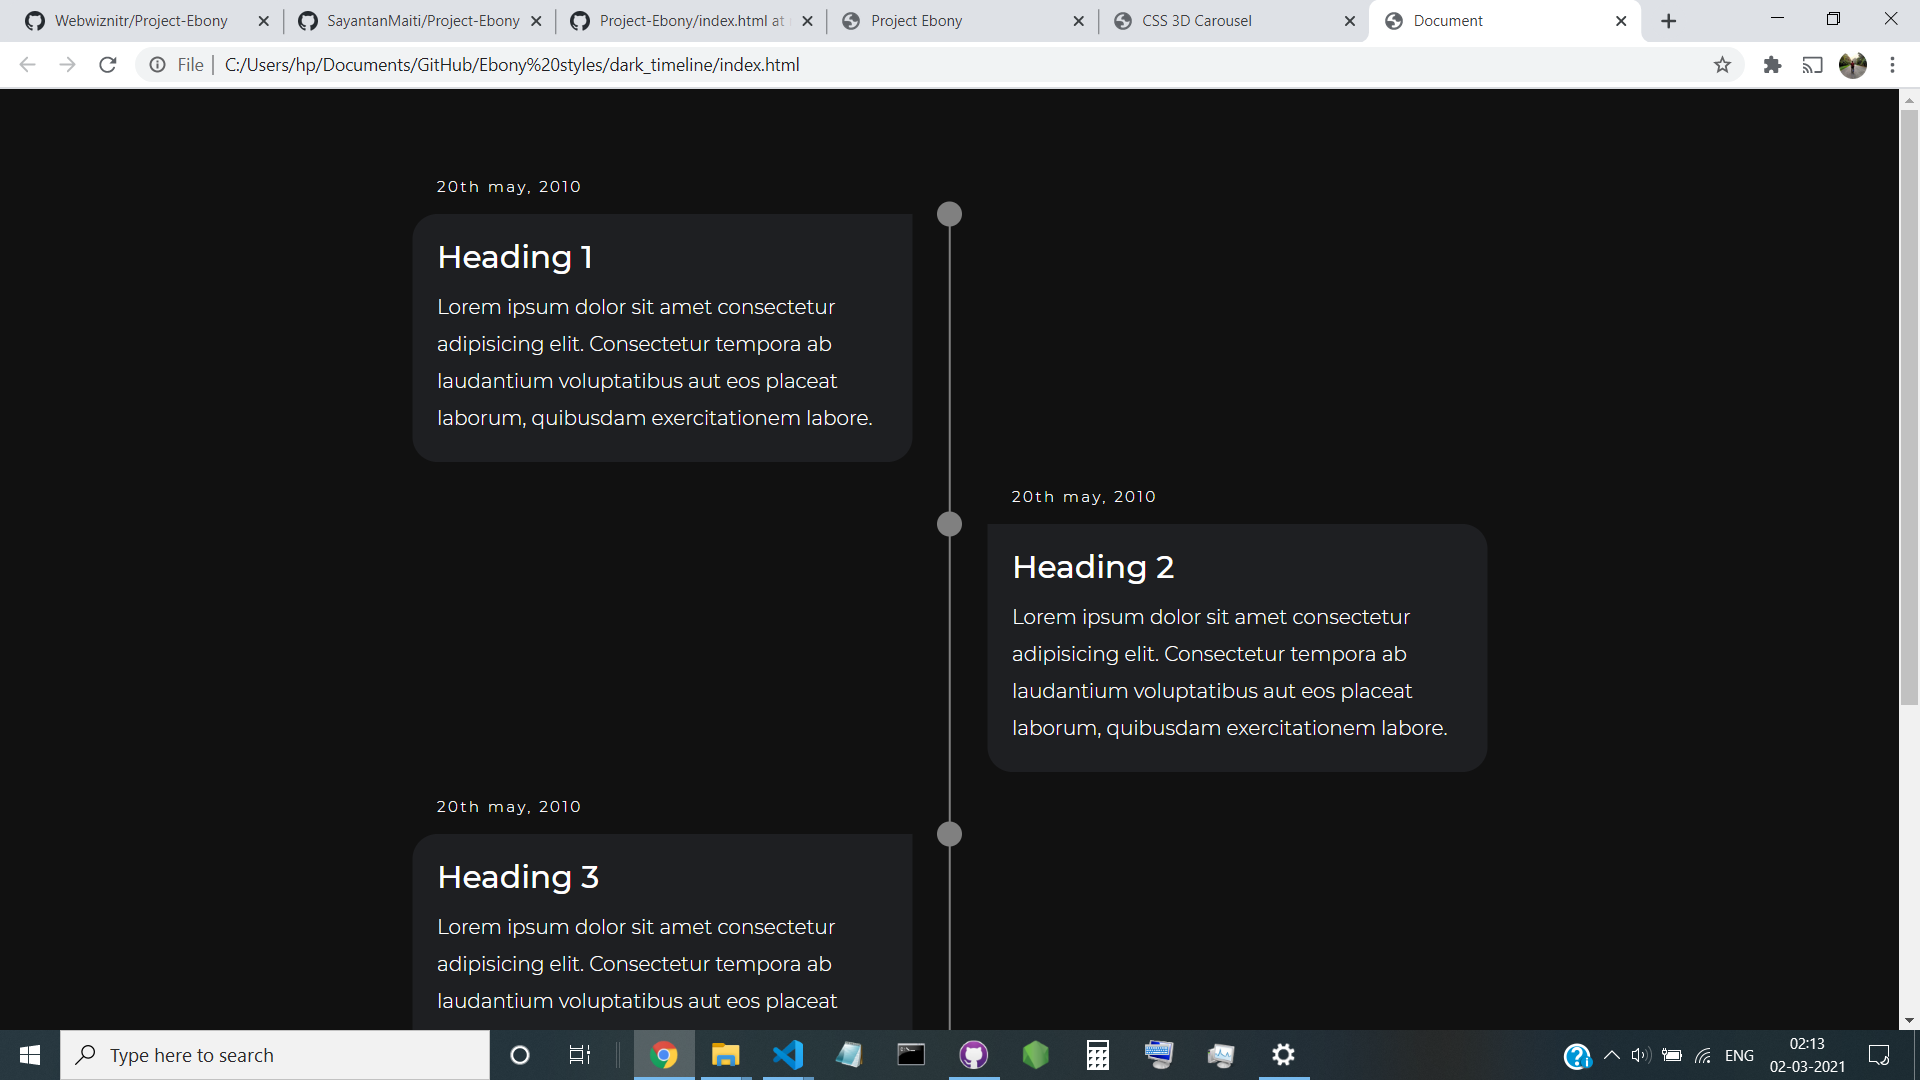 Webwiznitr/Project-Ebony
SayantanMaiti/Project-Ebony
Project-Ebony/index.html at
Project Ebony
CSS 3D Carousel
Document
File
C:/Users/hp/Documents/GitHub/Ebony%20styles/dark_timeline/index.html
20th may, 2010
Heading 1
Lorem ipsum dolor sit amet consectetur
adipisicing elit. Consectetur tempora ab
laudantium voluptatibus aut eos placeat
laborum, quibusdam exercitationem labore.
20th may, 2010
Heading 2
Lorem ipsum dolor sit amet consectetur
adipisicing elit. Consectetur tempora ab
laudantium voluptatibus aut eos placeat
laborum, quibusdam exercitationem labore.
20th may, 2010
Heading 3
Lorem ipsum dolor sit amet consectetur
adipisicing elit. Consectetur tempora ab
laudantium voluptatibus aut eos placeat
Type here to search
ENG
02:13
02-03-2021